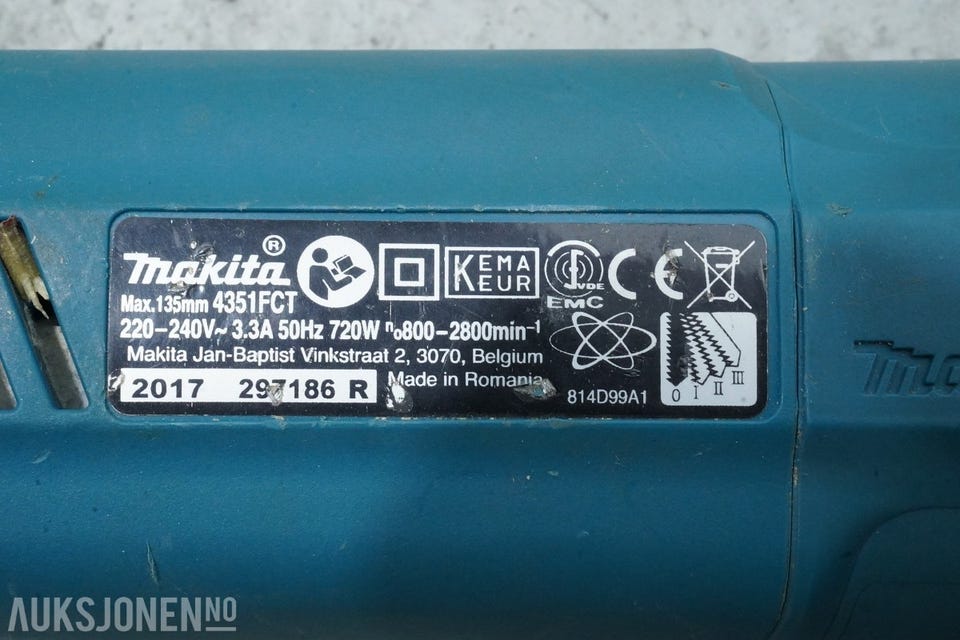 makita®
KEMA
KEUR
VDE
EMC
CE
Max.135mm 4351FCT
220–240V~ 3.3A 50Hz 720W n₀800–2800min⁻¹
Makita Jan-Baptist Vinkstraat 2, 3070, Belgium
Made in Romania
2017 297186 R
814D99A1
0 I II III
AUKSJONEN.NO